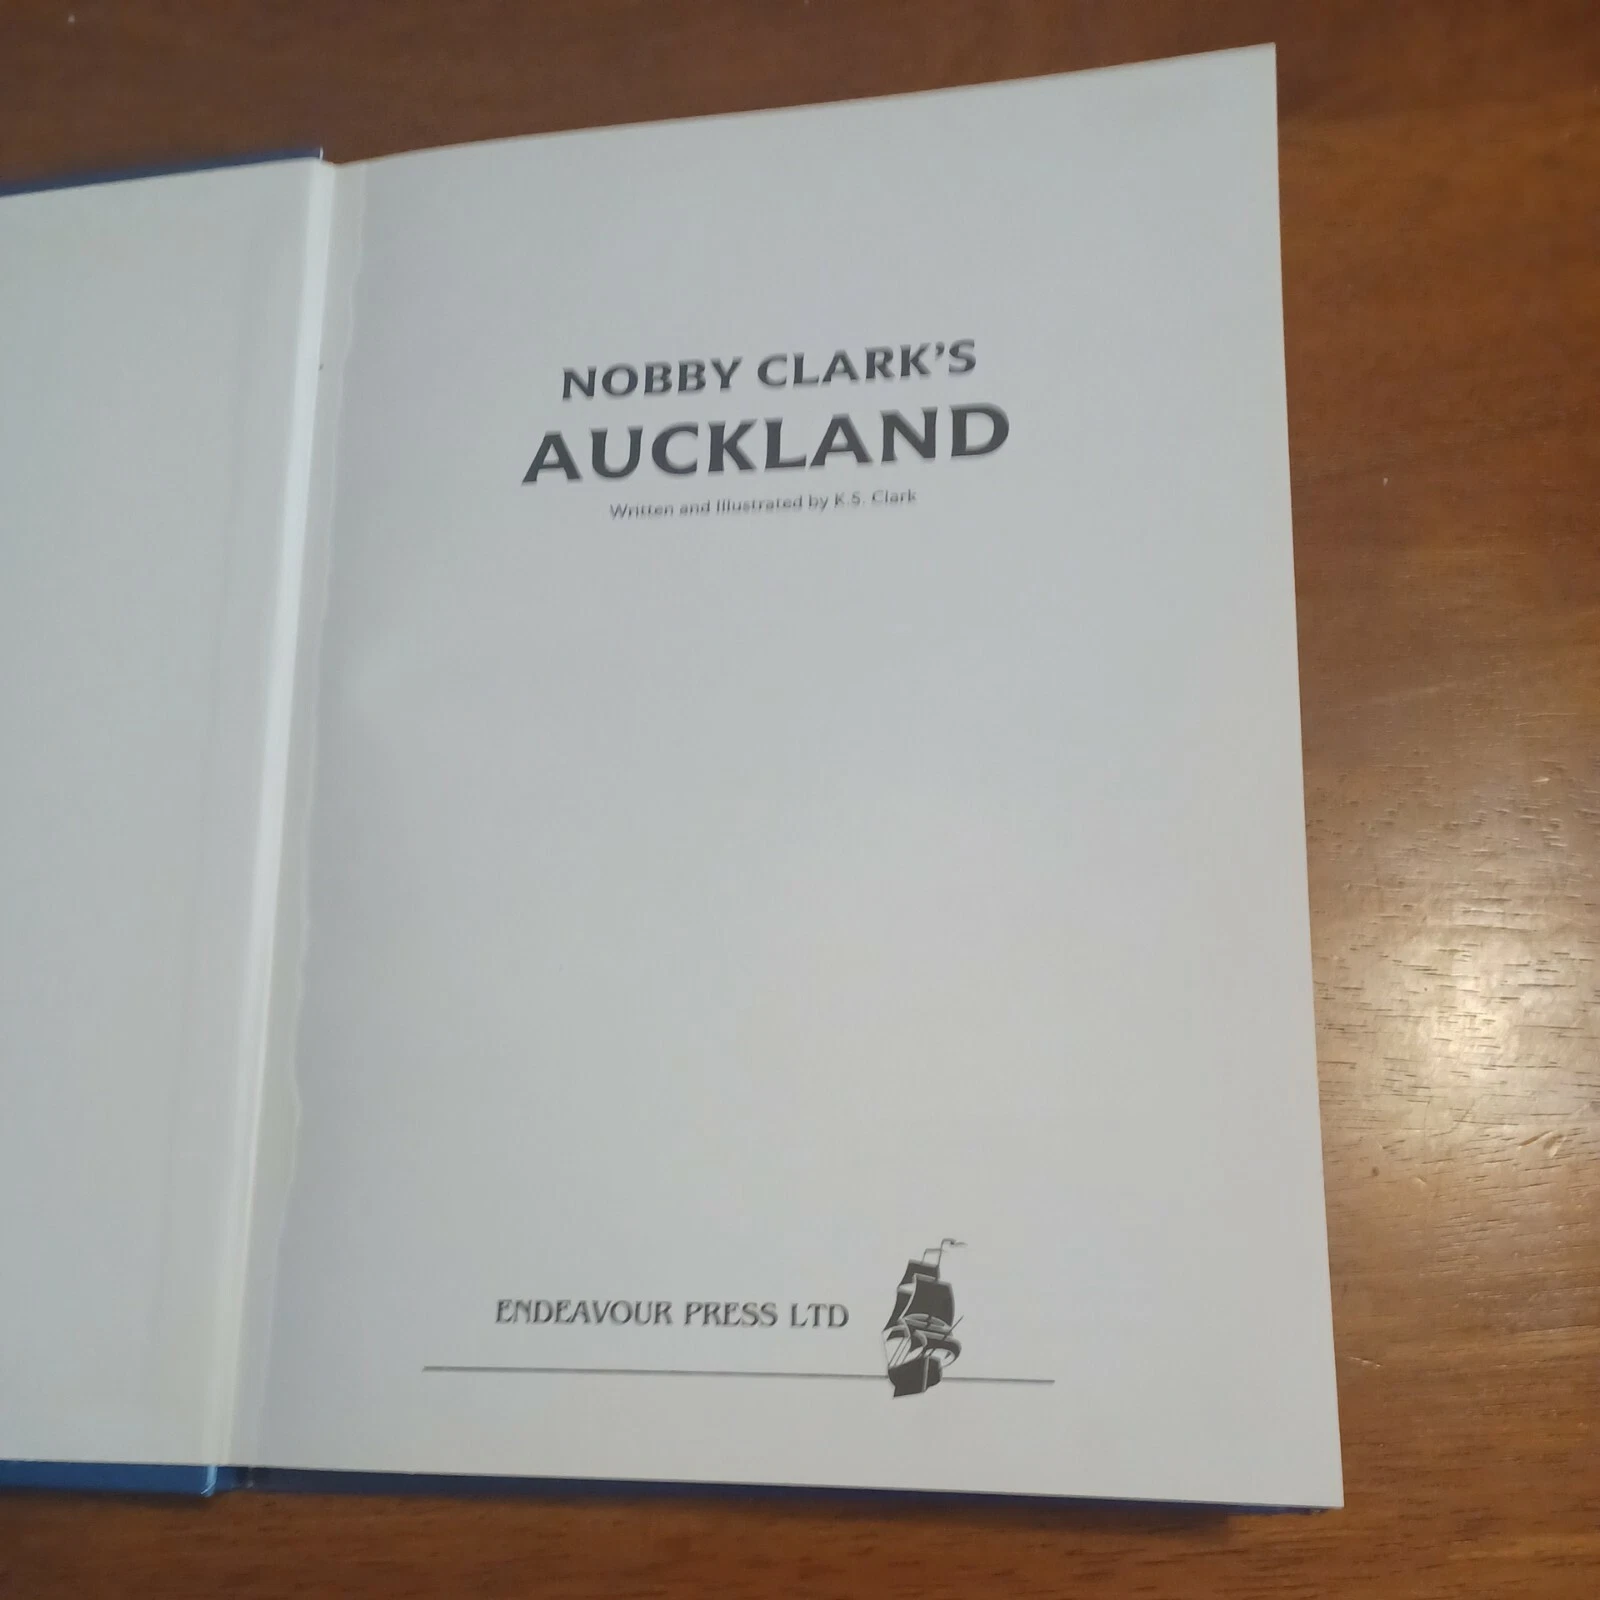 NOBBY CLARK'S
AUCKLAND
Written and Illustrated by K.S. Clark
ENDEAVOUR PRESS LTD